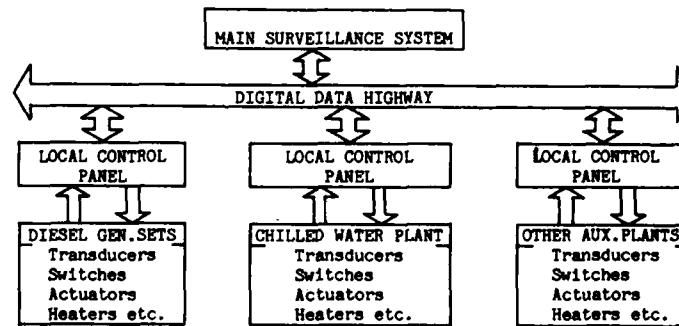 MAIN SURVEILLANCE SYSTEM
DIGITAL DATA HIGHWAY
LOCAL CONTROL
PANEL
LOCAL CONTROL
PANEL
LOCAL CONTROL
PANEL
DIESEL GEN.SETS
Transducers
Switches
Actuators
Heaters etc.
CHILLED WATER PLANT
Transducers
Switches
Actuators
Heaters etc.
OTHER AUX.PLANTS
Transducers
Switches
Actuators
Heaters etc.